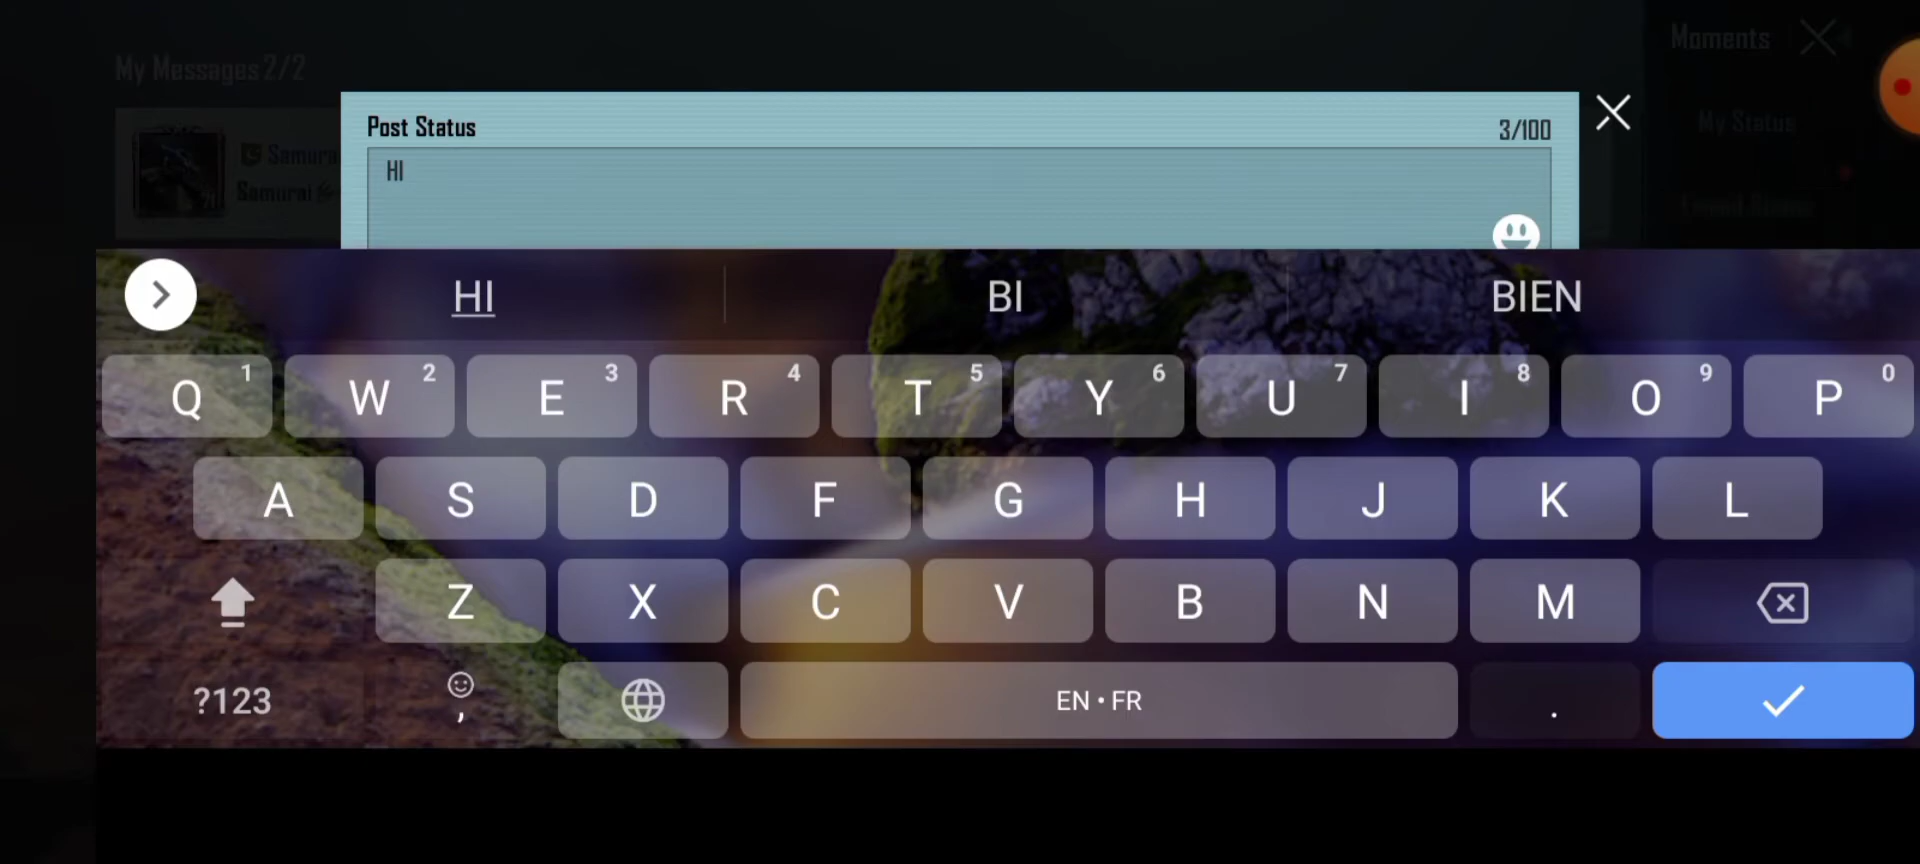 Moments
My Messages 2/2
My Status
Post Status
3/100
HI
Samurai
HI BI BIEN
Q 1 W 2 E 3 R 4 T 5 Y 6 U 7 I 8 O 9 P 0
A S D F G H J K L
Z X C V B N M
?123 , EN • FR .